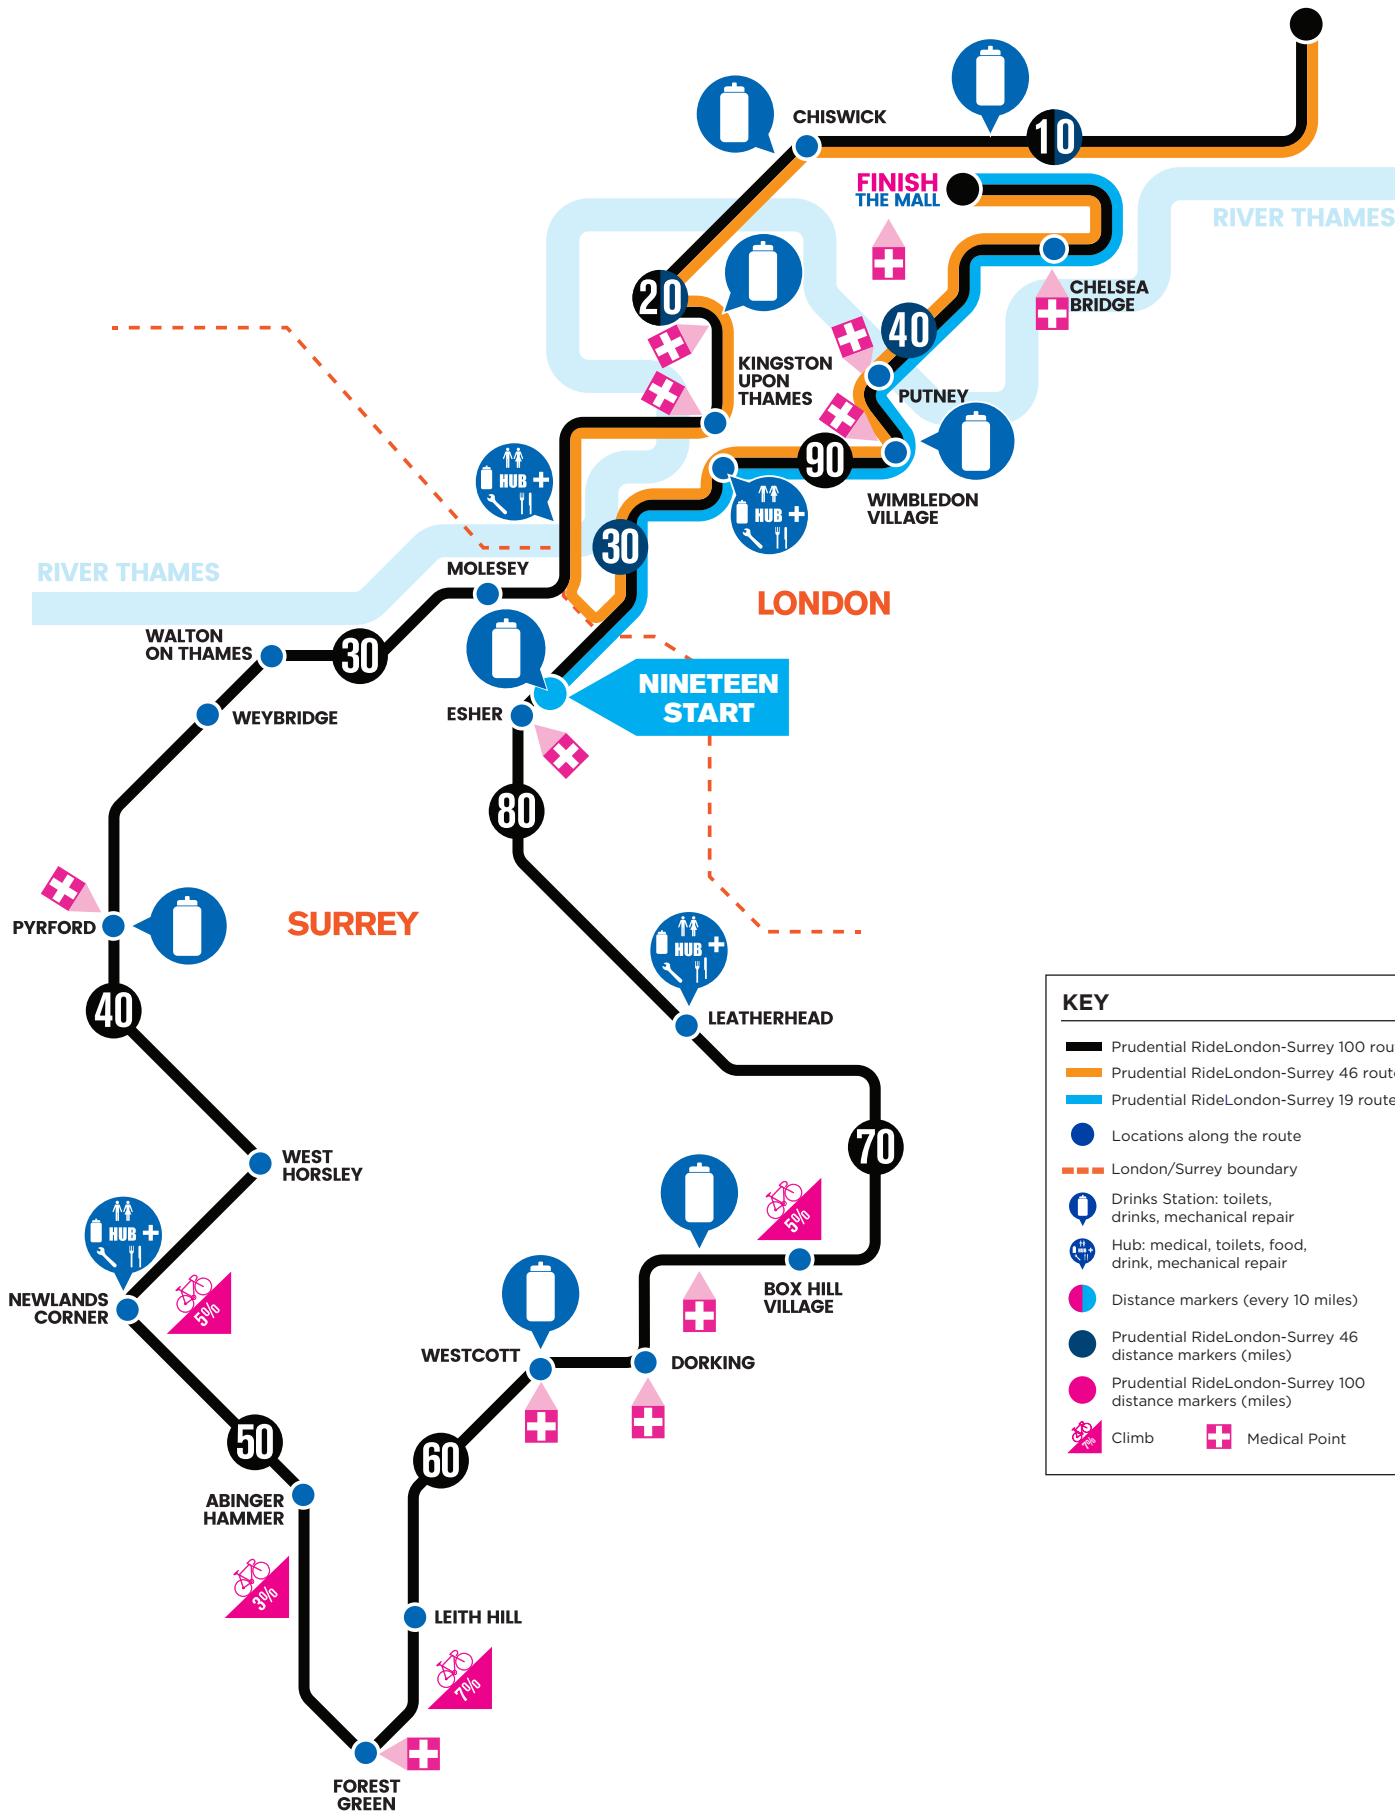 CHISWICK
10
FINISH
THE MALL
RIVER THAMES
CHELSEA
BRIDGE
20
40
KINGSTON
UPON
THAMES
PUTNEY
90
WIMBLEDON
VILLAGE
HUB
HUB
30
RIVER THAMES
MOLESEY
LONDON
WALTON
ON THAMES
30
NINETEEN
START
WEYBRIDGE
ESHER
80
PYRFORD
SURREY
HUB
40
LEATHERHEAD
70
WEST
HORSLEY
5%
HUB
NEWLANDS
CORNER
5%
BOX HILL
VILLAGE
WESTCOTT
DORKING
50
60
ABINGER
HAMMER
3%
LEITH HILL
7%
FOREST
GREEN
KEY
Prudential RideLondon-Surrey 100 rou
Prudential RideLondon-Surrey 46 route
Prudential RideLondon-Surrey 19 route
Locations along the route
London/Surrey boundary
Drinks Station: toilets,
drinks, mechanical repair
HUB
Hub: medical, toilets, food,
drink, mechanical repair
Distance markers (every 10 miles)
Prudential RideLondon-Surrey 46
distance markers (miles)
Prudential RideLondon-Surrey 100
distance markers (miles)
7%
Climb
Medical Point